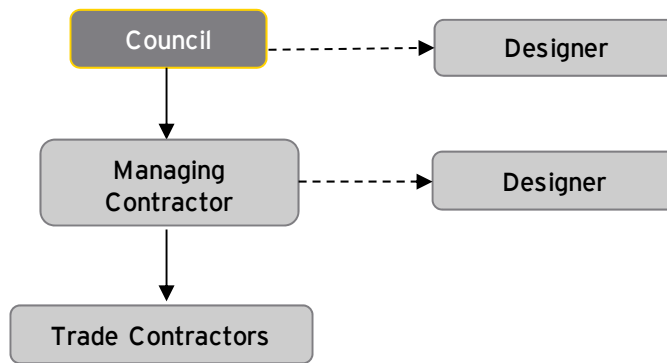 Council
Designer
Managing
Contractor
Designer
Trade Contractors